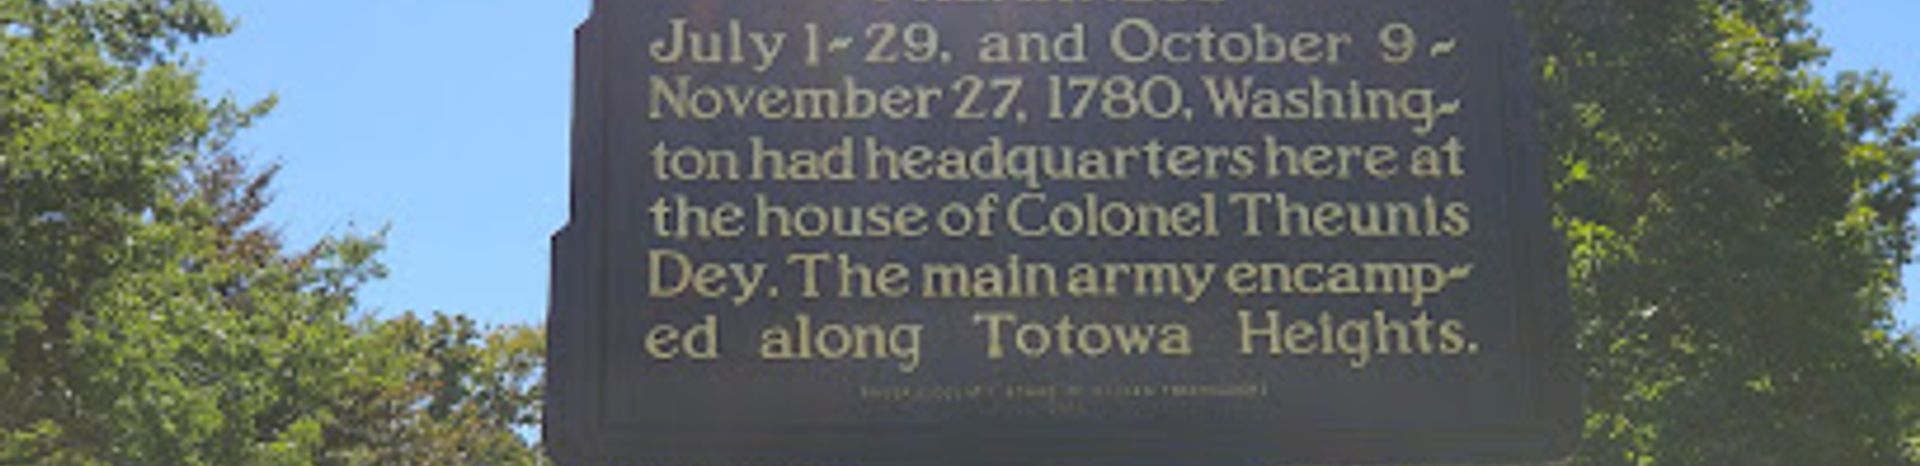 July 1~29, and October 9~
November 27, 1780, Washing~
ton had headquarters here at
the house of Colonel Theunis
Dey. The main army encamp~
ed along Totowa Heights.